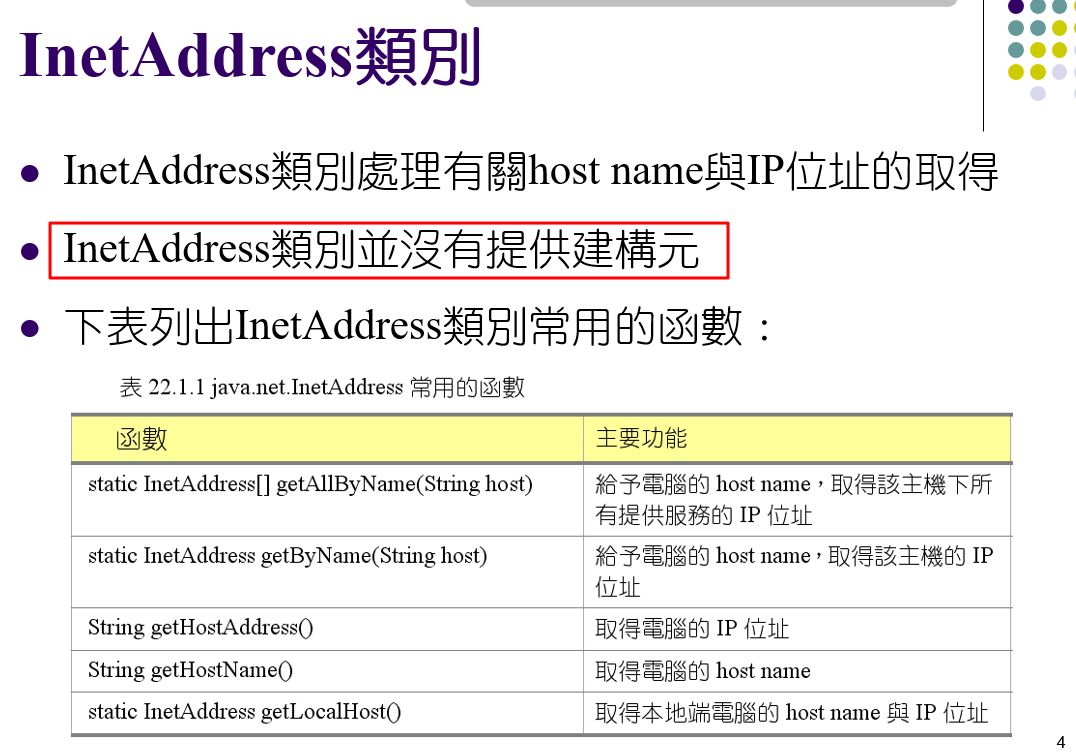 InetAddress類別
InetAddress類別處理有關host name與IP位址的取得
InetAddress類別並沒有提供建構元
下表列出InetAddress類別常用的函數：
表 22.1.1 java.net.InetAddress 常用的函數
函數 主要功能
static InetAddress[] getAllByName(String host) 給予電腦的 host name，取得該主機下所
有提供服務的 IP 位址
static InetAddress getByName(String host) 給予電腦的 host name，取得該主機的 IP
位址
String getHostAddress() 取得電腦的 IP 位址
String getHostName() 取得電腦的 host name
static InetAddress getLocalHost() 取得本地端電腦的 host name 與 IP 位址
4